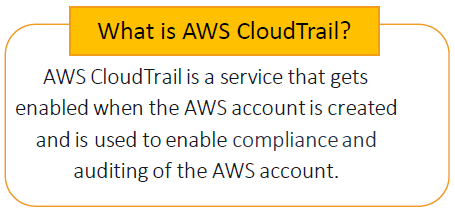 What is AWS CloudTrail?
AWS CloudTrail is a service that gets
enabled when the AWS account is created
and is used to enable compliance and
auditing of the AWS account.